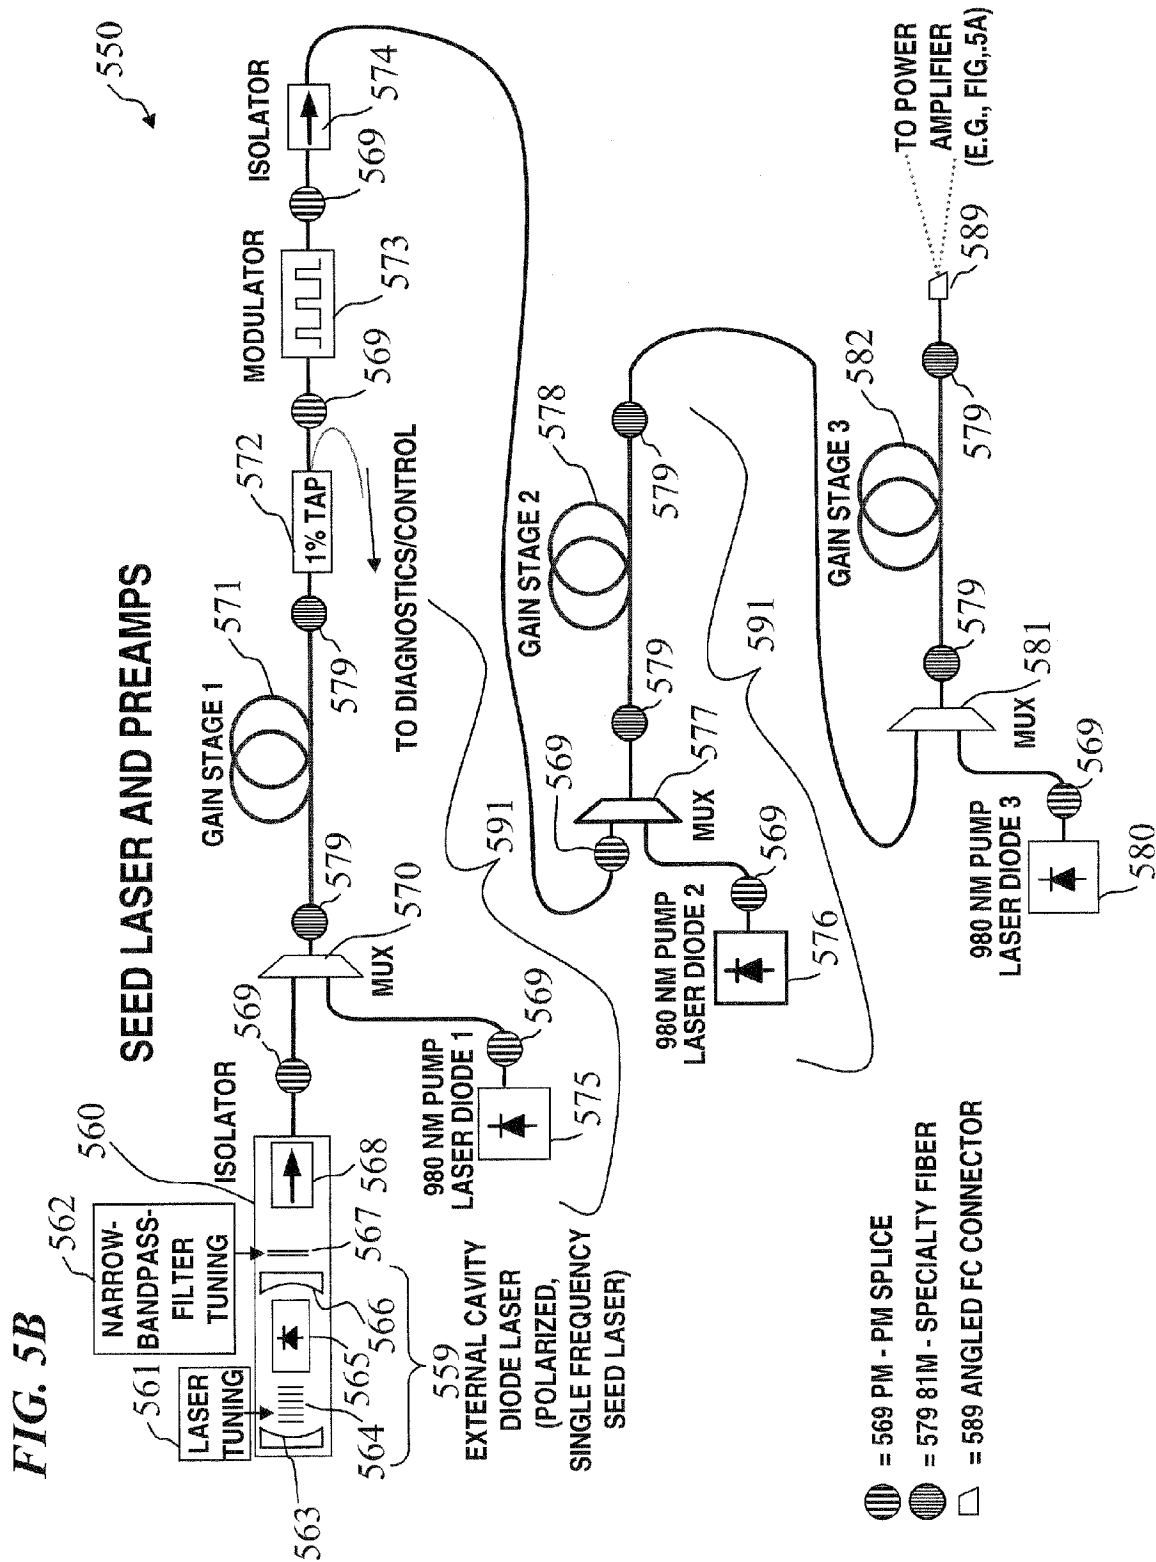 FIG. 5B
SEED LASER AND PREAMPS
550
561
LASER
TUNING
562
NARROW-
BANDPASS-
FILTER
TUNING
560
ISOLATOR
563
564
565
566
567
568
559
EXTERNAL CAVITY
DIODE LASER
(POLARIZED,
SINGLE FREQUENCY
SEED LASER)
569
MUX
570
579
GAIN STAGE 1
571
579
1% TAP
572
TO DIAGNOSTICS/CONTROL
569
MODULATOR
573
569
ISOLATOR
574
980 NM PUMP
LASER DIODE 1
575
569
591
569
MUX
577
980 NM PUMP
LASER DIODE 2
576
569
579
GAIN STAGE 2
578
579
591
980 NM PUMP
LASER DIODE 3
580
569
MUX
581
579
GAIN STAGE 3
582
579
589
TO POWER
AMPLIFIER
(E.G., FIG,.5A)
= 569 PM - PM SPLICE
= 579 81M - SPECIALTY FIBER
= 589 ANGLED FC CONNECTOR